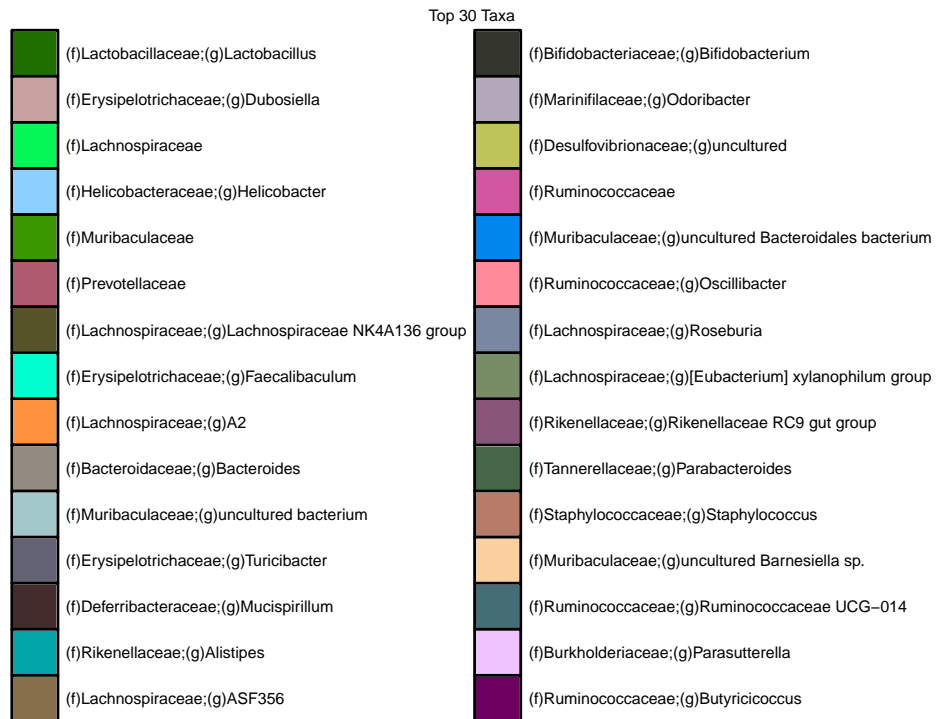 Top 30 Taxa
(f)Lactobacillaceae;(g)Lactobacillus
(f)Erysipelotrichaceae;(g)Dubosiella
(f)Lachnospiraceae
(f)Helicobacteraceae;(g)Helicobacter
(f)Muribaculaceae
(f)Prevotellaceae
(f)Lachnospiraceae;(g)Lachnospiraceae NK4A136 group
(f)Erysipelotrichaceae;(g)Faecalibaculum
(f)Lachnospiraceae;(g)A2
(f)Bacteroidaceae;(g)Bacteroides
(f)Muribaculaceae;(g)uncultured bacterium
(f)Erysipelotrichaceae;(g)Turicibacter
(f)Deferribacteraceae;(g)Mucispirillum
(f)Rikenellaceae;(g)Alistipes
(f)Lachnospiraceae;(g)ASF356
(f)Bifidobacteriaceae;(g)Bifidobacterium
(f)Marinifilaceae;(g)Odoribacter
(f)Desulfovibrionaceae;(g)uncultured
(f)Ruminococcaceae
(f)Muribaculaceae;(g)uncultured Bacteroidales bacterium
(f)Ruminococcaceae;(g)Oscillibacter
(f)Lachnospiraceae;(g)Roseburia
(f)Lachnospiraceae;(g)[Eubacterium] xylanophilum group
(f)Rikenellaceae;(g)Rikenellaceae RC9 gut group
(f)Tannerellaceae;(g)Parabacteroides
(f)Staphylococcaceae;(g)Staphylococcus
(f)Muribaculaceae;(g)uncultured Barnesiella sp.
(f)Ruminococcaceae;(g)Ruminococcaceae UCG−014
(f)Burkholderiaceae;(g)Parasutterella
(f)Ruminococcaceae;(g)Butyricicoccus